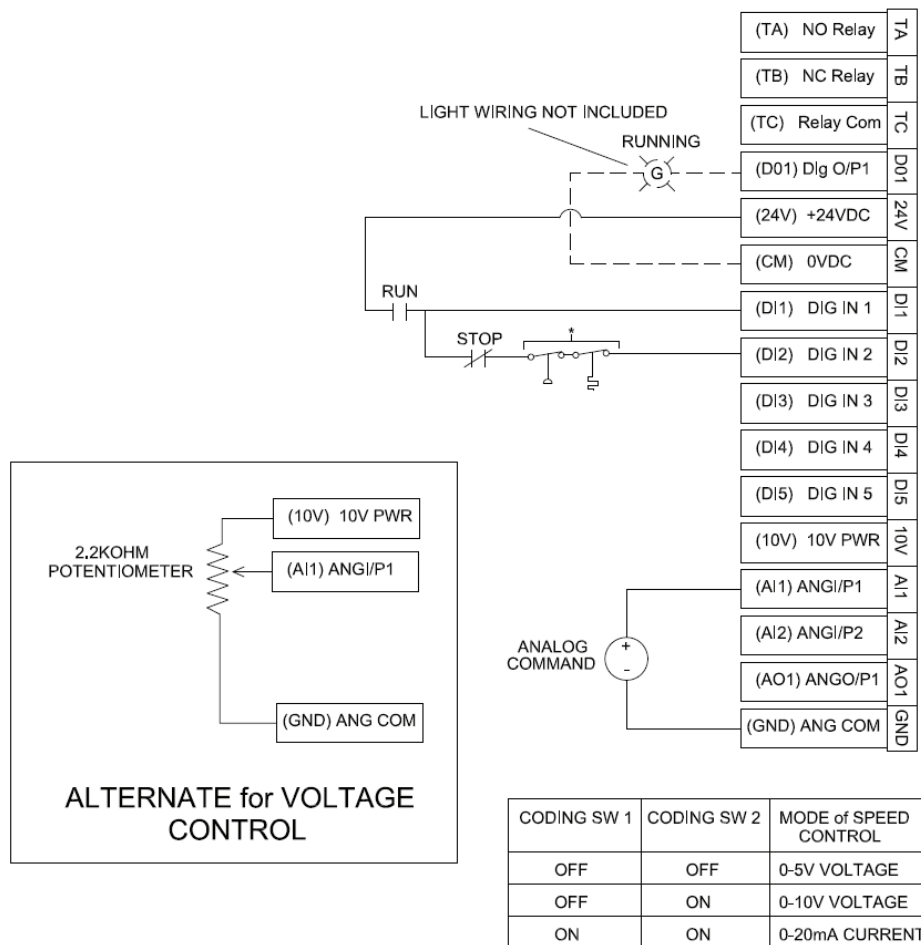 (TA) NO Relay TA
(TB) NC Relay TB
(TC) Relay Com TC
LIGHT WIRING NOT INCLUDED
RUNNING
G
(D01) DIg O/P1 D01
(24V) +24VDC 24V
(CM) 0VDC CM
RUN
(DI1) DIG IN 1 DI1
STOP
*
(DI2) DIG IN 2 DI2
(DI3) DIG IN 3 DI3
(DI4) DIG IN 4 DI4
(DI5) DIG IN 5 DI5
(10V) 10V PWR 10V
(AI1) ANGI/P1 AI1
(AI2) ANGI/P2 AI2
(AO1) ANGO/P1 AO1
(GND) ANG COM GND
ANALOG
COMMAND
+
-
(10V) 10V PWR
2.2KOHM
POTENTIOMETER
(AI1) ANGI/P1
(GND) ANG COM
ALTERNATE for VOLTAGE
CONTROL
CODING SW 1 CODING SW 2 MODE of SPEED
CONTROL
OFF OFF 0-5V VOLTAGE
OFF ON 0-10V VOLTAGE
ON ON 0-20mA CURRENT